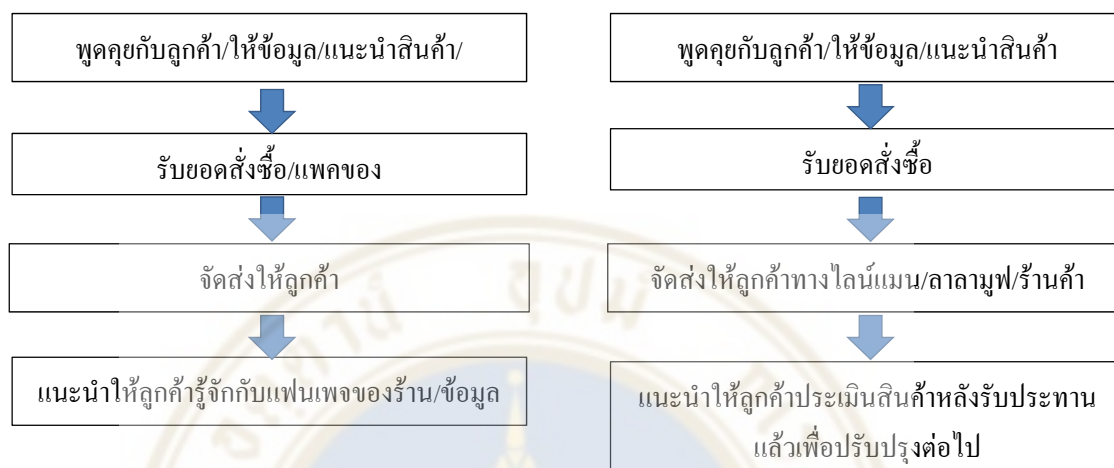 พูดคุยกับลูกค้า/ให้ข้อมูล/แนะนำสินค้า/
รับยอดสั่งซื้อ/แพคของ
จัดส่งให้ลูกค้า
แนะนำให้ลูกค้ารู้จักกับแฟนเพจของร้าน/ข้อมูล
พูดคุยกับลูกค้า/ให้ข้อมูล/แนะนำสินค้า
รับยอดสั่งซื้อ
จัดส่งให้ลูกค้าทางไลน์แมน/ลาลามูฟ/ร้านค้า
แนะนำให้ลูกค้าประเมินสินค้าหลังรับประทาน
แล้วเพื่อปรับปรุงต่อไป